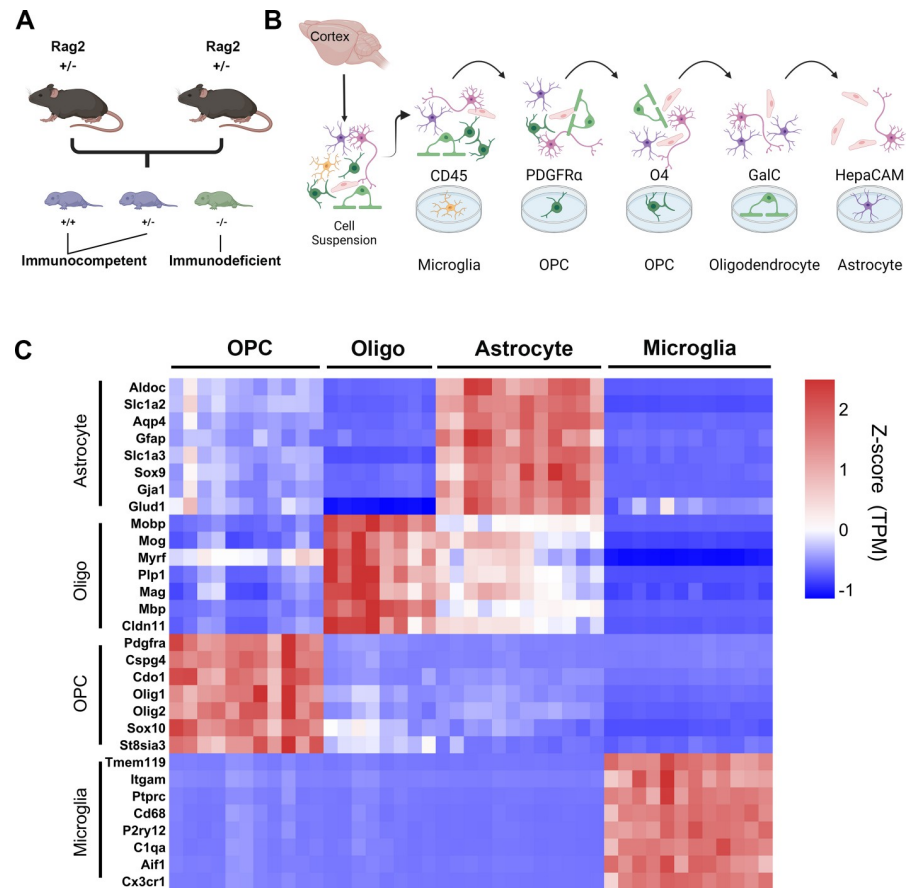 A
Rag2
+/-
Rag2
+/-
+/+
+/-
-/-
Immunocompetent
Immunodeficient
B
Cortex
Cell
Suspension
CD45
PDGFRα
O4
GalC
HepaCAM
Microglia
OPC
OPC
Oligodendrocyte
Astrocyte
C
OPC
Oligo
Astrocyte
Microglia
Astrocyte
Aldoc
Slc1a2
Aqp4
Gfap
Slc1a3
Sox9
Gja1
Glud1
Oligo
Mobp
Mog
Myrf
Plp1
Mag
Mbp
Cldn11
OPC
Pdgfra
Cspg4
Cdo1
Olig1
Olig2
Sox10
St8sia3
Microglia
Tmem119
Itgam
Ptprc
Cd68
P2ry12
C1qa
Aif1
Cx3cr1
2
1
0
-1
Z-score (TPM)